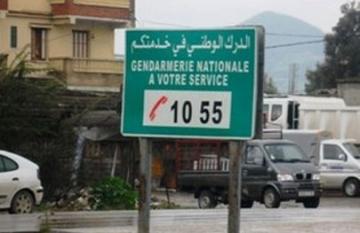 الدرك الوطني في خدمتكم
GENDARMERIE NATIONALE
A VOTRE SERVICE
10 55